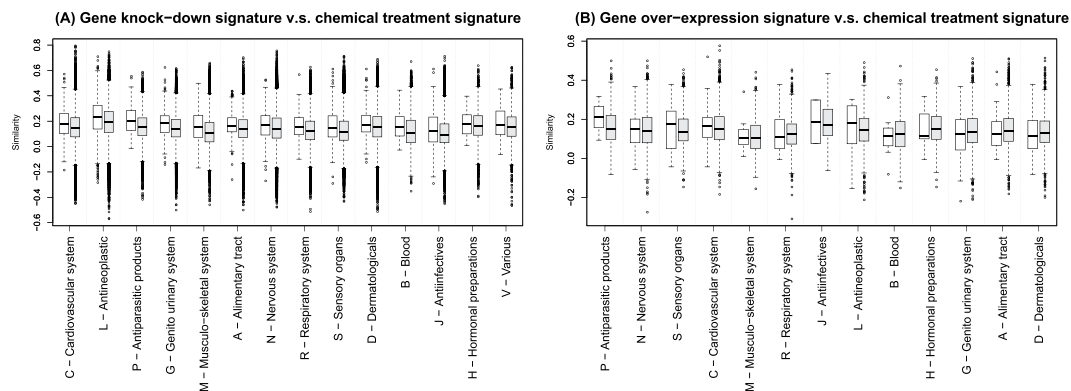 (A) Gene knock−down signature v.s. chemical treatment signature
Similarity
0.8
0.6
0.4
0.2
0.0
−0.2
−0.4
−0.6
C − Cardiovascular system
L − Antineoplastic
P − Antiparasitic products
G − Genito urinary system
M − Musculo−skeletal system
A − Alimentary tract
N − Nervous system
R − Respiratory system
S − Sensory organs
D − Dermatologicals
B − Blood
J − Antiinfectives
H − Hormonal preparations
V − Various
(B) Gene over−expression signature v.s. chemical treatment signature
Similarity
0.6
0.4
0.2
0.0
−0.2
P − Antiparasitic products
N − Nervous system
S − Sensory organs
C − Cardiovascular system
M − Musculo−skeletal system
R − Respiratory system
J − Antiinfectives
L − Antineoplastic
B − Blood
H − Hormonal preparations
G − Genito urinary system
A − Alimentary tract
D − Dermatologicals